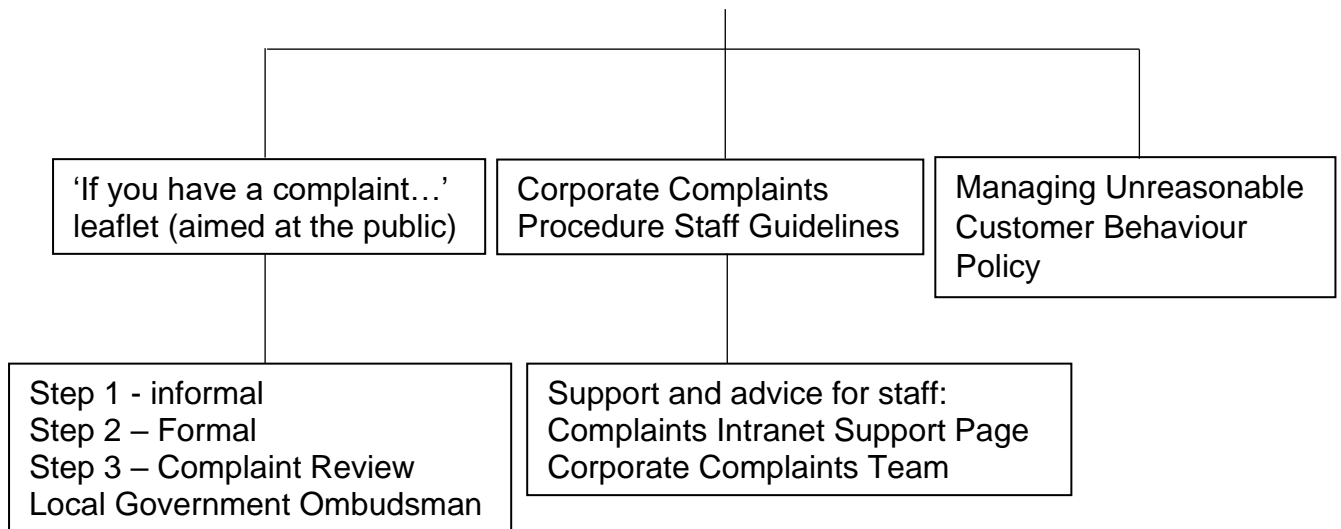 ‘If you have a complaint…’
leaflet (aimed at the public)
Corporate Complaints
Procedure Staff Guidelines
Managing Unreasonable
Customer Behaviour
Policy
Step 1 - informal
Step 2 – Formal
Step 3 – Complaint Review
Local Government Ombudsman
Support and advice for staff:
Complaints Intranet Support Page
Corporate Complaints Team